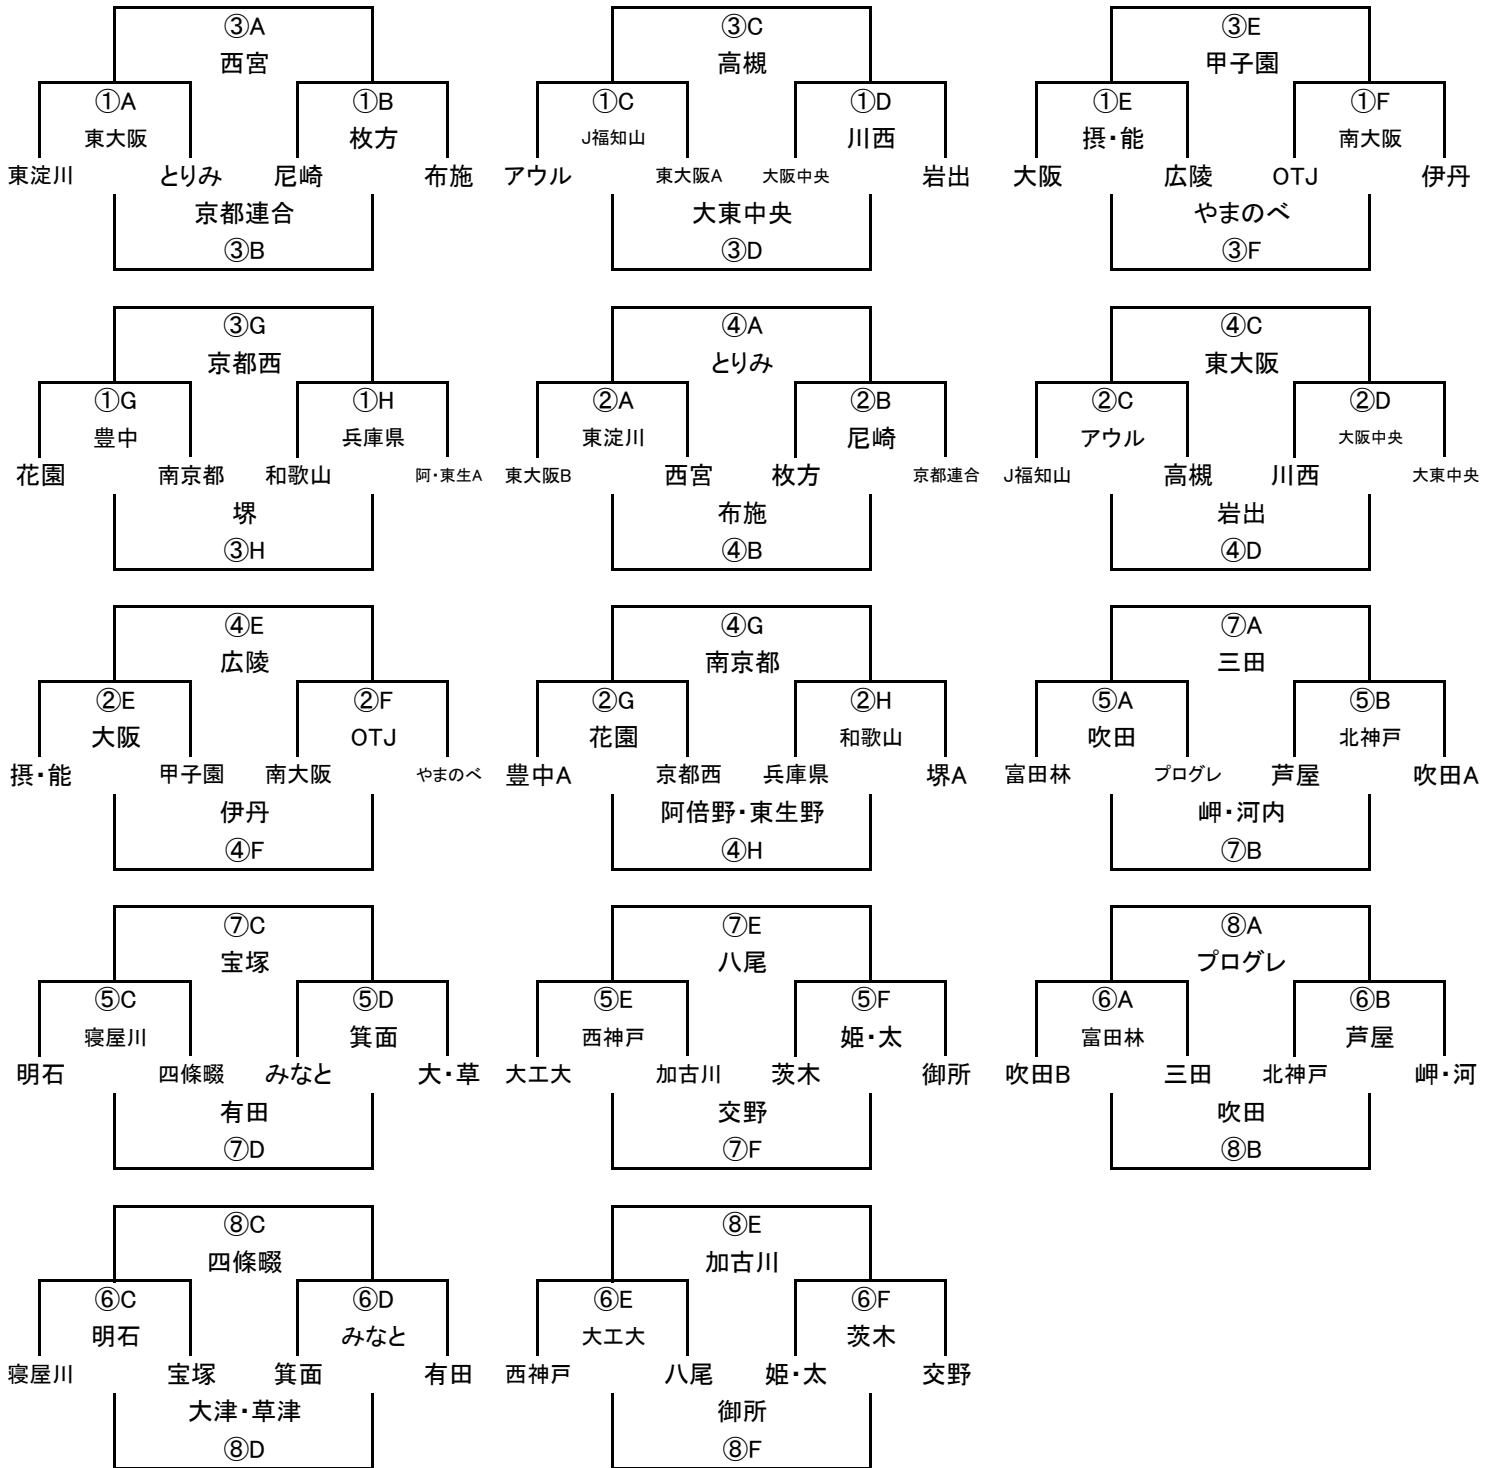 ③A ③C ③E
西宮 高槻 甲子園
①A ①B ①C ①D ①E ①F
東大阪 枚方 J福知山 川西 摂・能 南大阪
東淀川 とりみ 尼崎 布施 アウル 東大阪A 大阪中央 岩出 大阪 広陵 OTJ 伊丹
京都連合 大東中央 やまのべ
③B ③D ③F
③G ④A ④C
京都西 とりみ 東大阪
①G ①H ②A ②B ②C ②D
豊中 兵庫県 東淀川 尼崎 アウル 大阪中央
花園 南京都 和歌山 阿・東生A 東大阪B 西宮 枚方 京都連合 J福知山 高槻 川西 大東中央
堺 布施 岩出
③H ④B ④D
④E ④G ⑦A
広陵 南京都 三田
②E ②F ②G ②H ⑤A ⑤B
大阪 OTJ 花園 和歌山 吹田 北神戸
摂・能 甲子園 南大阪 やまのべ 豊中A 京都西 兵庫県 堺A 富田林 プログレ 芦屋 吹田A
伊丹 阿倍野・東生野 岬・河内
④F ④H ⑦B
⑦C ⑦E ⑧A
宝塚 八尾 プログレ
⑤C ⑤D ⑤E ⑤F ⑥A ⑥B
寝屋川 箕面 西神戸 姫・太 富田林 芦屋
明石 四條畷 みなと 大・草 大工大 加古川 茨木 御所 吹田B 三田 北神戸 岬・河
有田 交野 吹田
⑦D ⑦F ⑧B
⑧C ⑧E
四條畷 加古川
⑥C ⑥D ⑥E ⑥F
明石 みなと 大工大 茨木
寝屋川 宝塚 箕面 有田 西神戸 八尾 姫・太 交野
大津・草津 御所
⑧D ⑧F